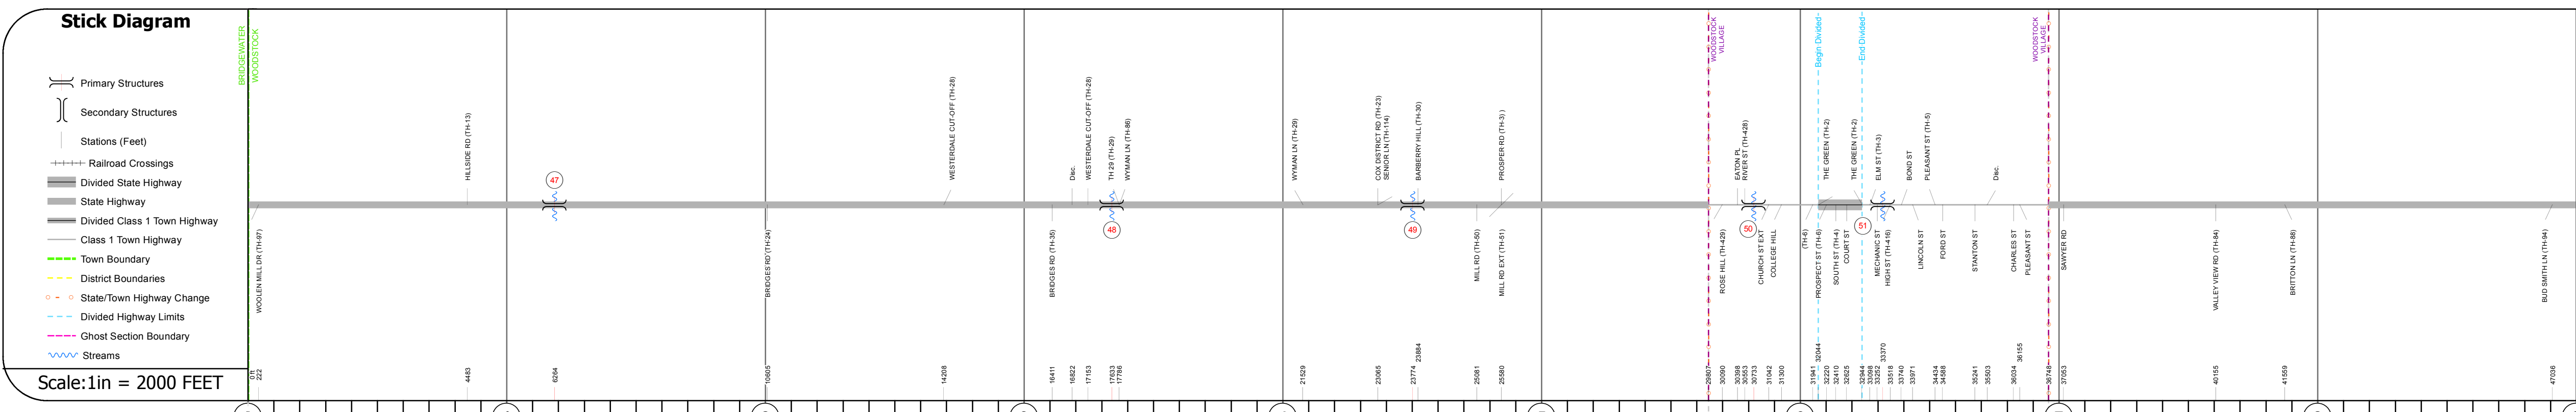 Stick Diagram
Primary Structures
Secondary Structures
Stations (Feet)
Railroad Crossings
Divided State Highway
State Highway
Divided Class 1 Town Highway
Class 1 Town Highway
Town Boundary
District Boundaries
State/Town Highway Change
Divided Highway Limits
Ghost Section Boundary
Streams
Scale:1in = 2000 FEET
BRIDGEWATER
WOODSTOCK
HILLSIDE RD (TH-13)
WESTERDALE CUT-OFF (TH-28)
Disc.
WESTERDALE CUT-OFF (TH-28)
TH 29 (TH-29)
WYMAN LN (TH-86)
WYMAN LN (TH-29)
COX DISTRICT RD (TH-23)
SENIOR LN (TH-114)
BARBERRY HILL (TH-30)
PROSPER RD (TH-3)
WOODSTOCK
VILLAGE
EATON PL
RIVER ST (TH-428)
Begin Divided
THE GREEN (TH-2)
THE GREEN (TH-2)
End Divided
ELM ST (TH-3)
BOND ST
PLEASANT ST (TH-5)
Disc.
WOODSTOCK
VILLAGE
47
48
49
50
51
WOOLEN MILL DR (TH-97)
BRIDGES RD (TH-24)
BRIDGES RD (TH-35)
MILL RD (TH-50)
MILL RD EXT (TH-51)
ROSE HILL (TH-429)
CHURCH ST EXT
COLLEGE HILL
(TH-6)
PROSPECT ST (TH-6)
SOUTH ST (TH-4)
COURT ST
MECHANIC ST
HIGH ST (TH-416)
LINCOLN ST
FORD ST
STANTON ST
CHARLES ST
PLEASANT ST
SAWYER RD
VALLEY VIEW RD (TH-84)
BRITTON LN (TH-88)
BUD SMITH LN (TH-94)
0 ft
222
4483
6264
10605
14208
16411
16822
17153
17633
17786
21529
23065
23774
23884
25081
25580
29807
30090
30398
30553
30733
31042
31300
31941
32044
32220
32410
32625
32944
33098
33252
33370
33518
33740
33971
34434
34588
35241
35503
36034
36155
36748
37053
40155
41559
47036